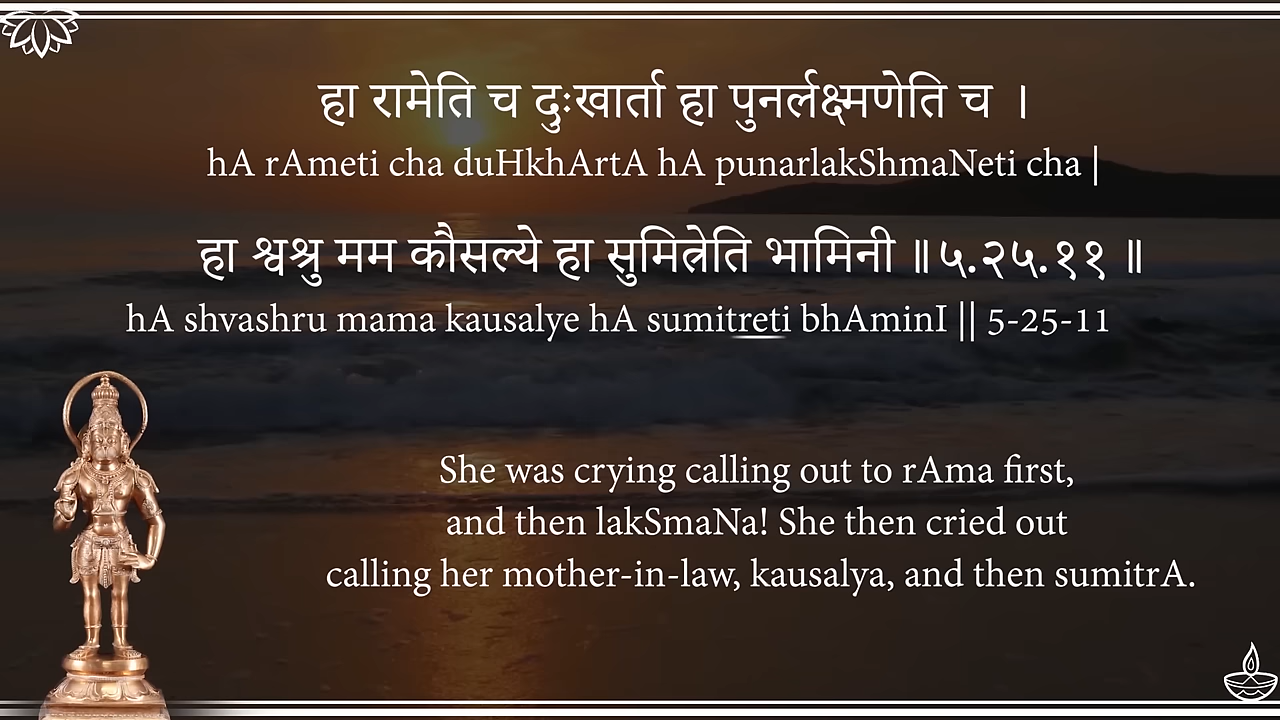 हा रामेति च दुःखार्ता हा पुनर्लक्ष्मणेति च ।
hA rAmeti cha duHkhArtA hA punarlakShmaNeti cha |
हा श्वश्रु मम कौसल्ये हा सुमित्रेति भामिनी ॥५.२५.११ ॥
hA shvashru mama kausalye hA sumitreti bhAminI || 5-25-11
She was crying calling out to rAma first,
and then lakSmaNa! She then cried out
calling her mother-in-law, kausalya, and then sumitrA.